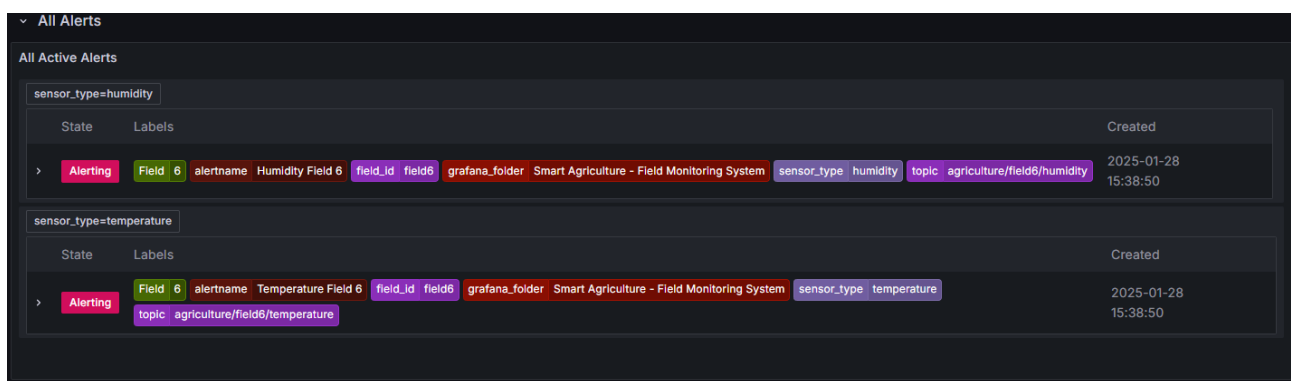 All Alerts
All Active Alerts
sensor_type=humidity
State Labels Created
Alerting Field 6 alertname Humidity Field 6 field_id field6 grafana_folder Smart Agriculture - Field Monitoring System sensor_type humidity topic agriculture/field6/humidity 2025-01-28
15:38:50
sensor_type=temperature
State Labels Created
Alerting Field 6 alertname Temperature Field 6 field_id field6 grafana_folder Smart Agriculture - Field Monitoring System sensor_type temperature 2025-01-28
topic agriculture/field6/temperature 15:38:50